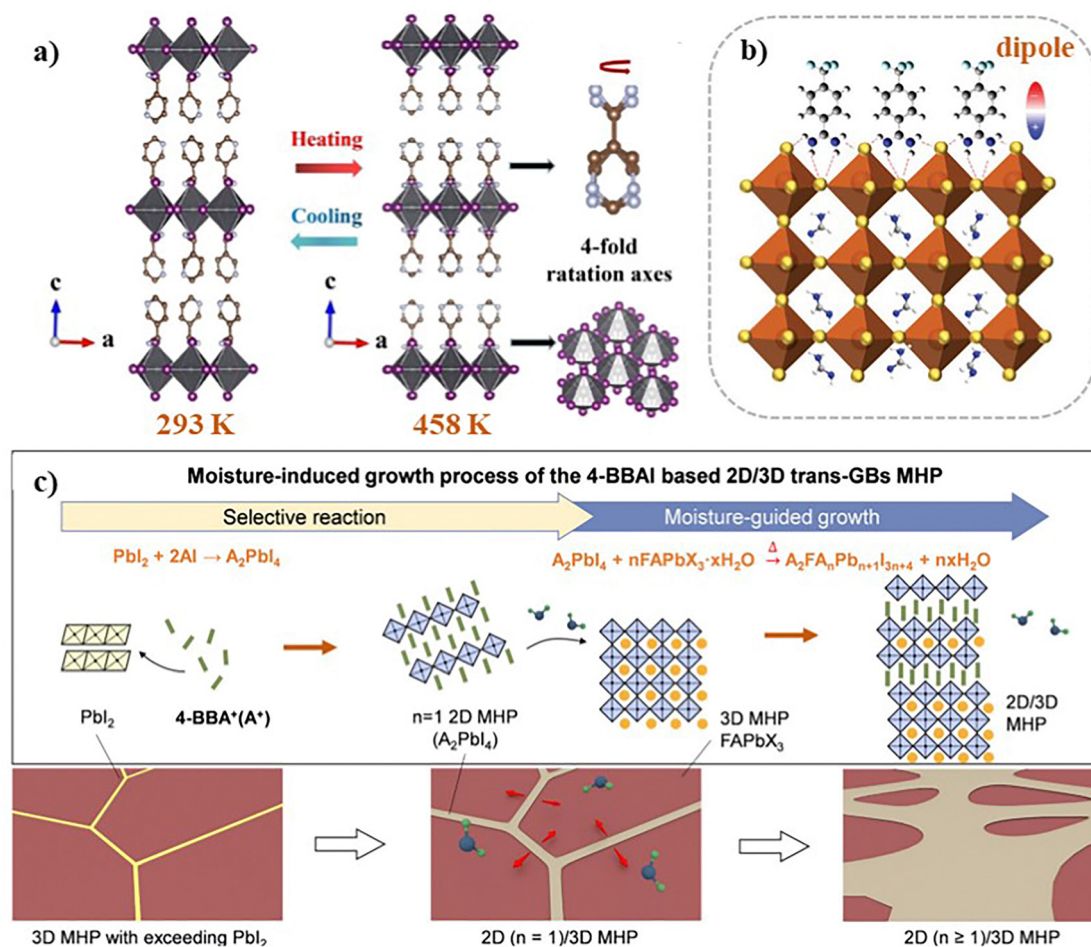 a)
Heating
Cooling
4-fold
ratation axes
c
a
c
a
293 K
458 K
b)
dipole
−
+
c)
Moisture-induced growth process of the 4-BBAI based 2D/3D trans-GBs MHP
Selective reaction
Moisture-guided growth
PbI₂ + 2AI → A₂PbI₄
A₂PbI₄ + nFAPbX₃·xH₂O →Δ A₂FAₙPbₙ₊₁I₃ₙ₊₄ + nxH₂O
PbI₂
4-BBA⁺(A⁺)
n=1 2D MHP
(A₂PbI₄)
3D MHP
FAPbX₃
2D/3D
MHP
3D MHP with exceeding PbI₂
2D (n = 1)/3D MHP
2D (n ≥ 1)/3D MHP